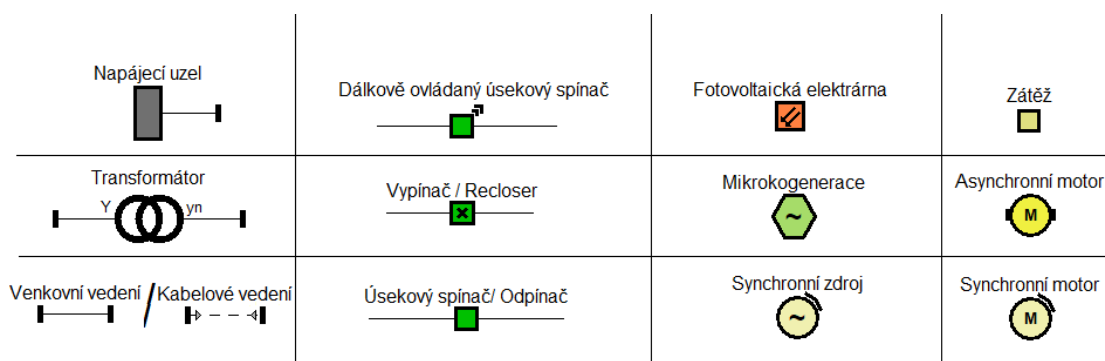 Napájecí uzel
Dálkově ovládaný úsekový spínač
Fotovoltaická elektrárna
Zátěž
Transformátor
Y
yn
Vypínač / Recloser
Mikrokogenerace
~
Asynchronní motor
M
Venkovní vedení / Kabelové vedení
Úsekový spínač/ Odpínač
Synchronní zdroj
~
Synchronní motor
M